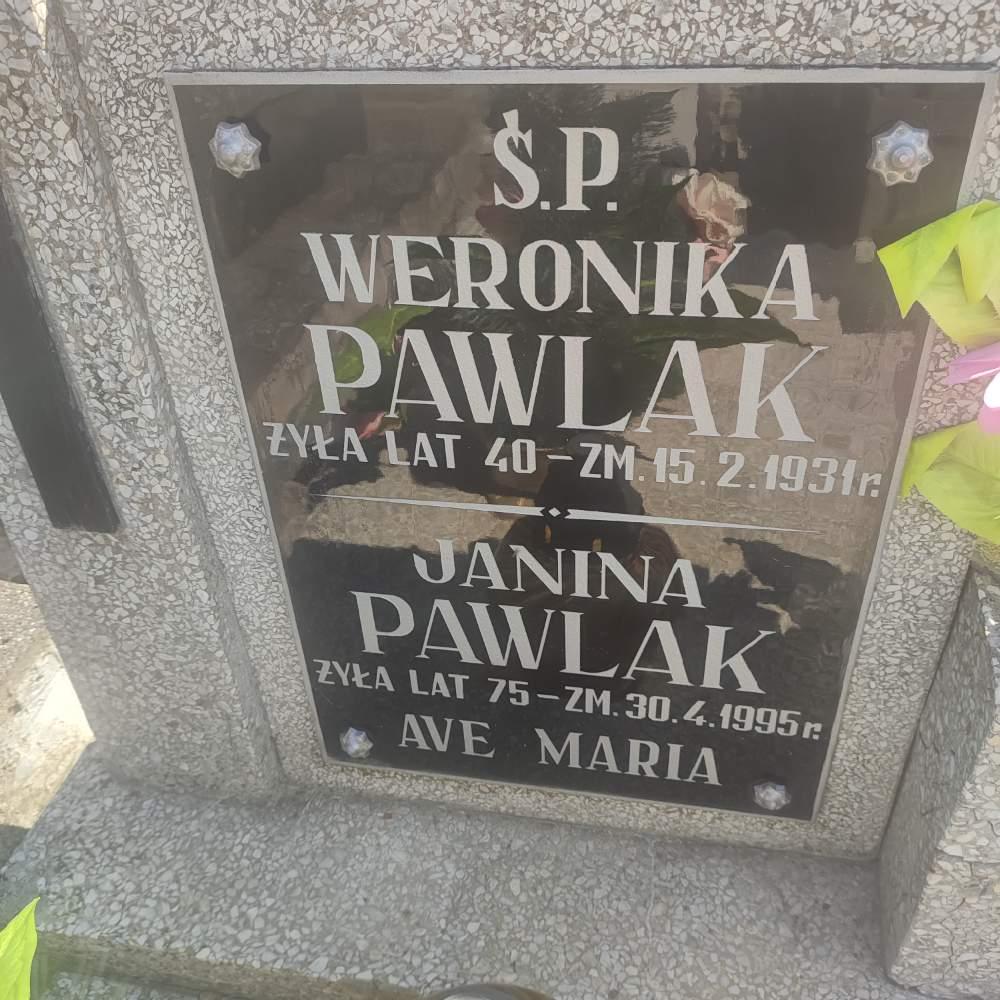 Ś.P.
WERONIKA
PAWLAK
ŻYŁA LAT 40 – ZM. 15. 2. 1931 r.
JANINA
PAWLAK
ŻYŁA LAT 75 – ZM. 30. 4. 1995 r.
AVE MARIA